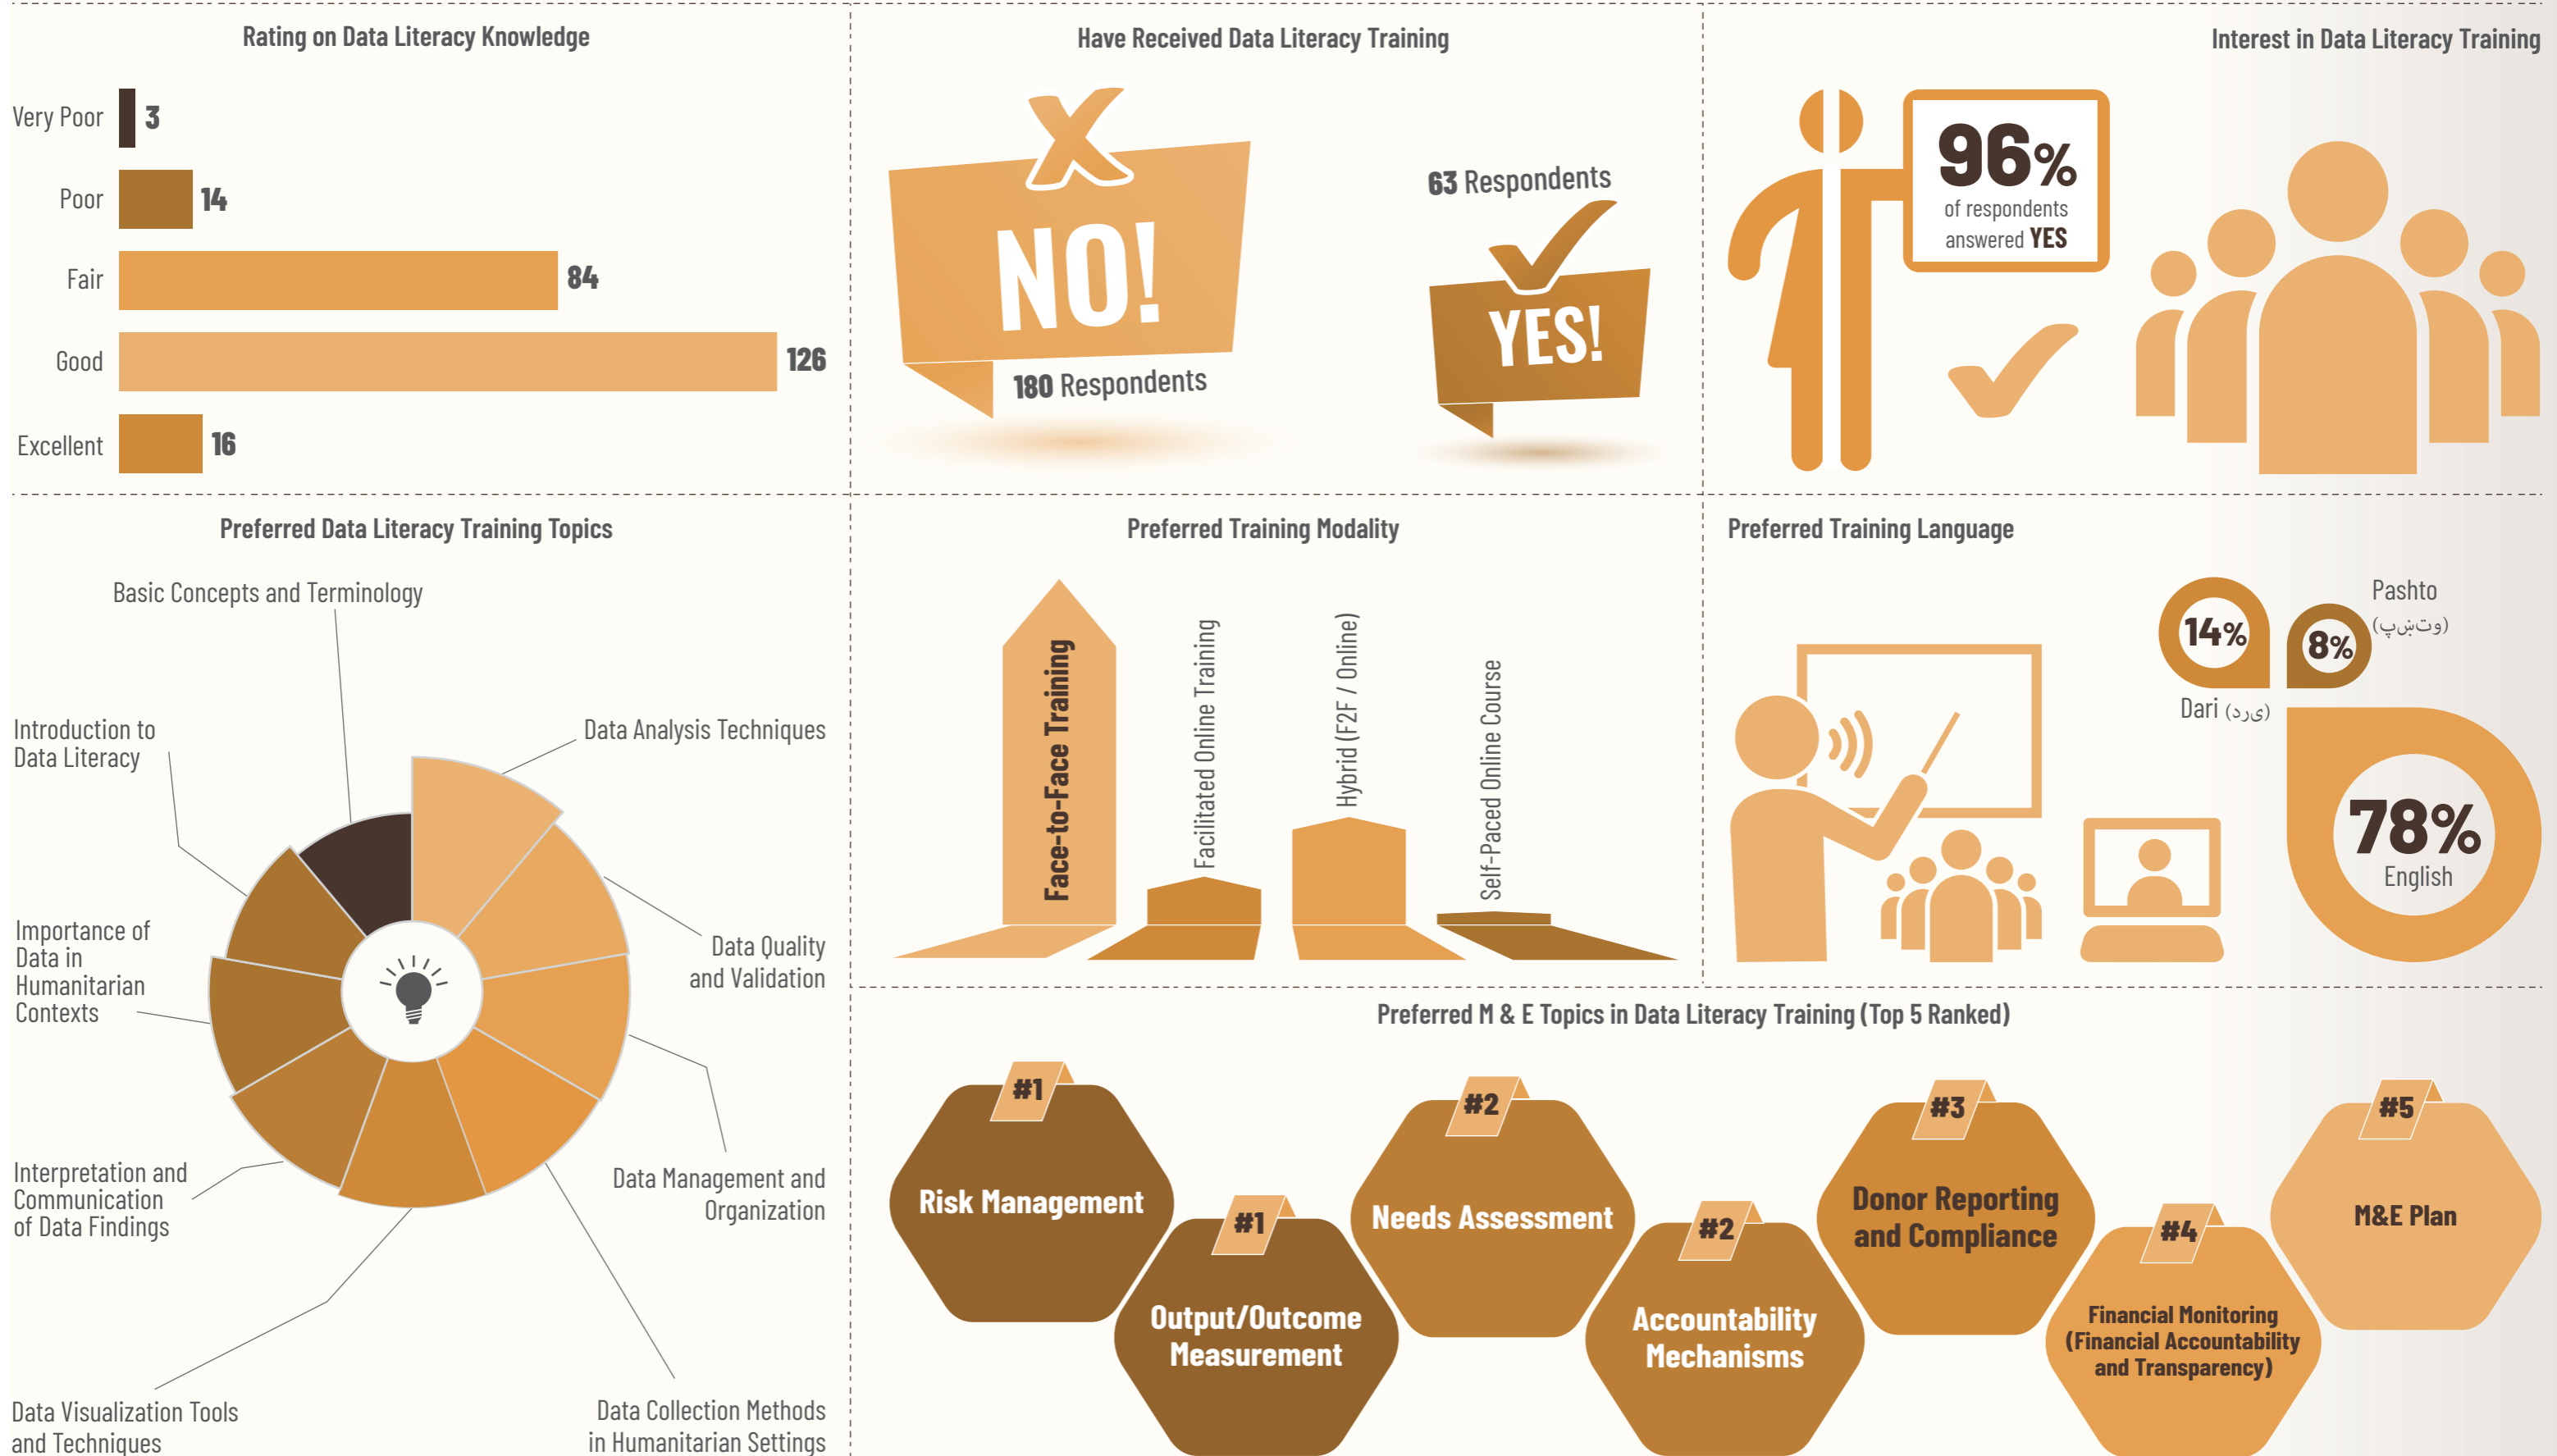 Rating on Data Literacy Knowledge
Very Poor
3
Poor
14
Fair
84
Good
126
Excellent
16
Have Received Data Literacy Training
NO!
180 Respondents
63 Respondents
YES!
Interest in Data Literacy Training
96%
of respondents
answered YES
Preferred Data Literacy Training Topics
Basic Concepts and Terminology
Introduction to
Data Literacy
Importance of
Data in
Humanitarian
Contexts
Interpretation and
Communication
of Data Findings
Data Visualization Tools
and Techniques
Data Analysis Techniques
Data Quality
and Validation
Data Management and
Organization
Data Collection Methods
in Humanitarian Settings
Preferred Training Modality
Face-to-Face Training
Facilitated Online Training
Hybrid (F2F / Online)
Self-Paced Online Course
Preferred Training Language
14%
Dari (دری)
8%
Pashto
(پښتو)
78%
English
Preferred M & E Topics in Data Literacy Training (Top 5 Ranked)
#1
Risk Management
#1
Output/Outcome
Measurement
#2
Needs Assessment
#2
Accountability
Mechanisms
#3
Donor Reporting
and Compliance
#4
Financial Monitoring
(Financial Accountability
and Transparency)
#5
M&E Plan